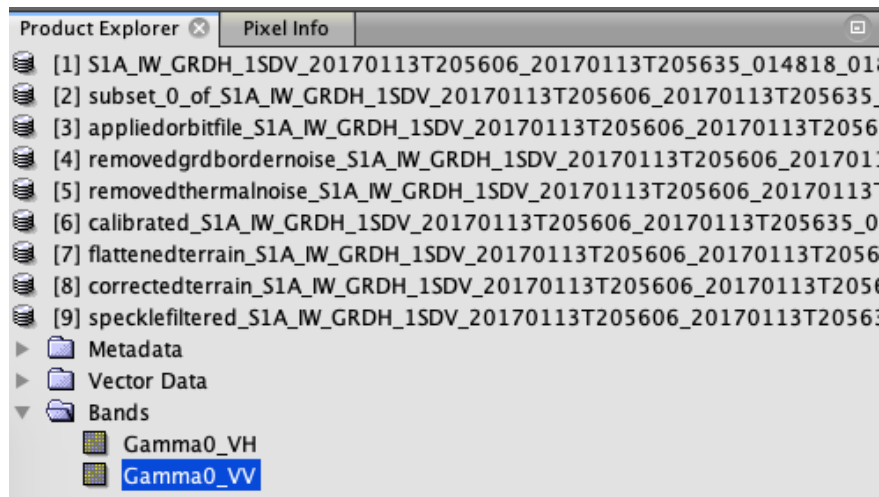 Product Explorer Pixel Info
[1] S1A_IW_GRDH_1SDV_20170113T205606_20170113T205635_014818_018
[2] subset_0_of_S1A_IW_GRDH_1SDV_20170113T205606_20170113T205635_
[3] appliedorbitfile_S1A_IW_GRDH_1SDV_20170113T205606_20170113T2056
[4] removedgrdbordernoise_S1A_IW_GRDH_1SDV_20170113T205606_2017011
[5] removedthermalnoise_S1A_IW_GRDH_1SDV_20170113T205606_20170113T
[6] calibrated_S1A_IW_GRDH_1SDV_20170113T205606_20170113T205635_0
[7] flattenedterrain_S1A_IW_GRDH_1SDV_20170113T205606_20170113T2056
[8] correctedterrain_S1A_IW_GRDH_1SDV_20170113T205606_20170113T2056
[9] specklefiltered_S1A_IW_GRDH_1SDV_20170113T205606_20170113T20563
Metadata
Vector Data
Bands
Gamma0_VH
Gamma0_VV